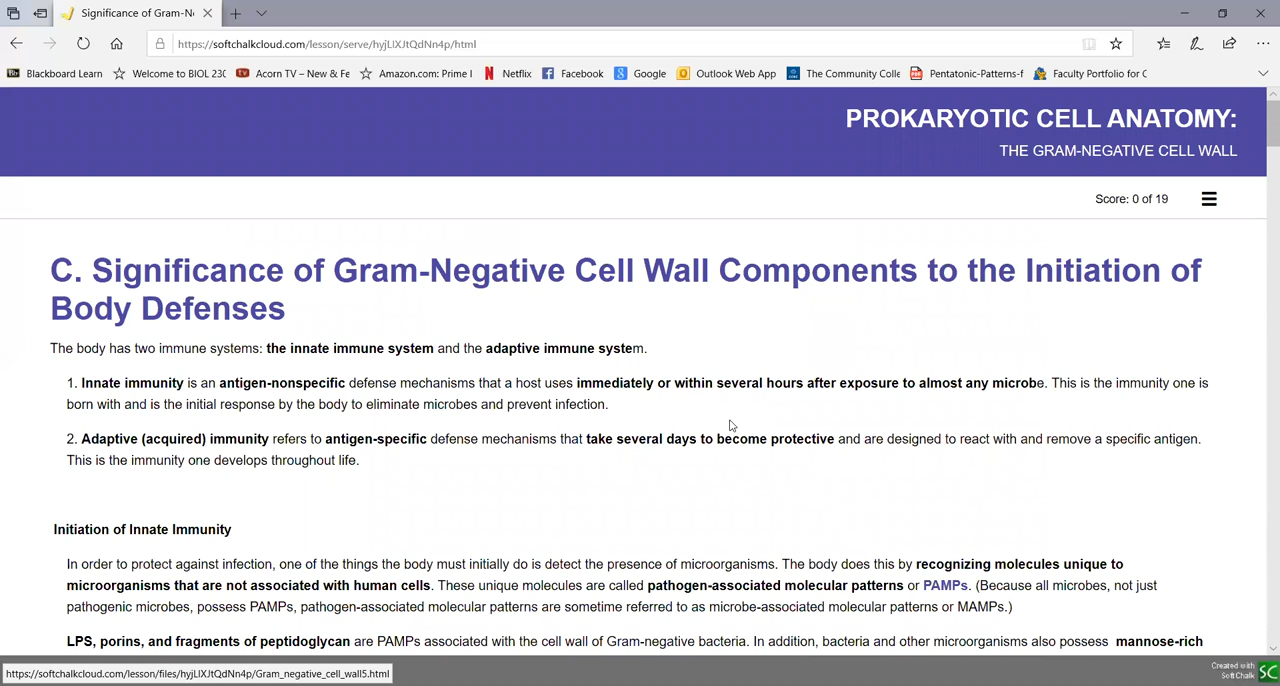 Significance of Gram-Ne
https://softchalkcloud.com/lesson/serve/hyjLlXJtQdNn4p/html
Blackboard Learn Welcome to BIOL 230 Acorn TV – New & Fe Amazon.com: Prime I Netflix Facebook Google Outlook Web App The Community Colle Pentatonic-Patterns-f Faculty Portfolio for C
PROKARYOTIC CELL ANATOMY:
THE GRAM-NEGATIVE CELL WALL
Score: 0 of 19
C. Significance of Gram-Negative Cell Wall Components to the Initiation of
Body Defenses
The body has two immune systems: the innate immune system and the adaptive immune system.
1. Innate immunity is an antigen-nonspecific defense mechanisms that a host uses immediately or within several hours after exposure to almost any microbe. This is the immunity one is
born with and is the initial response by the body to eliminate microbes and prevent infection.
2. Adaptive (acquired) immunity refers to antigen-specific defense mechanisms that take several days to become protective and are designed to react with and remove a specific antigen.
This is the immunity one develops throughout life.
Initiation of Innate Immunity
In order to protect against infection, one of the things the body must initially do is detect the presence of microorganisms. The body does this by recognizing molecules unique to
microorganisms that are not associated with human cells. These unique molecules are called pathogen-associated molecular patterns or PAMPs. (Because all microbes, not just
pathogenic microbes, possess PAMPs, pathogen-associated molecular patterns are sometime referred to as microbe-associated molecular patterns or MAMPs.)
LPS, porins, and fragments of peptidoglycan are PAMPs associated with the cell wall of Gram-negative bacteria. In addition, bacteria and other microorganisms also possess mannose-rich
https://softchalkcloud.com/lesson/files/hyjLlXJtQdNn4p/Gram_negative_cell_wall5.html
Created with
SoftChalk
SC